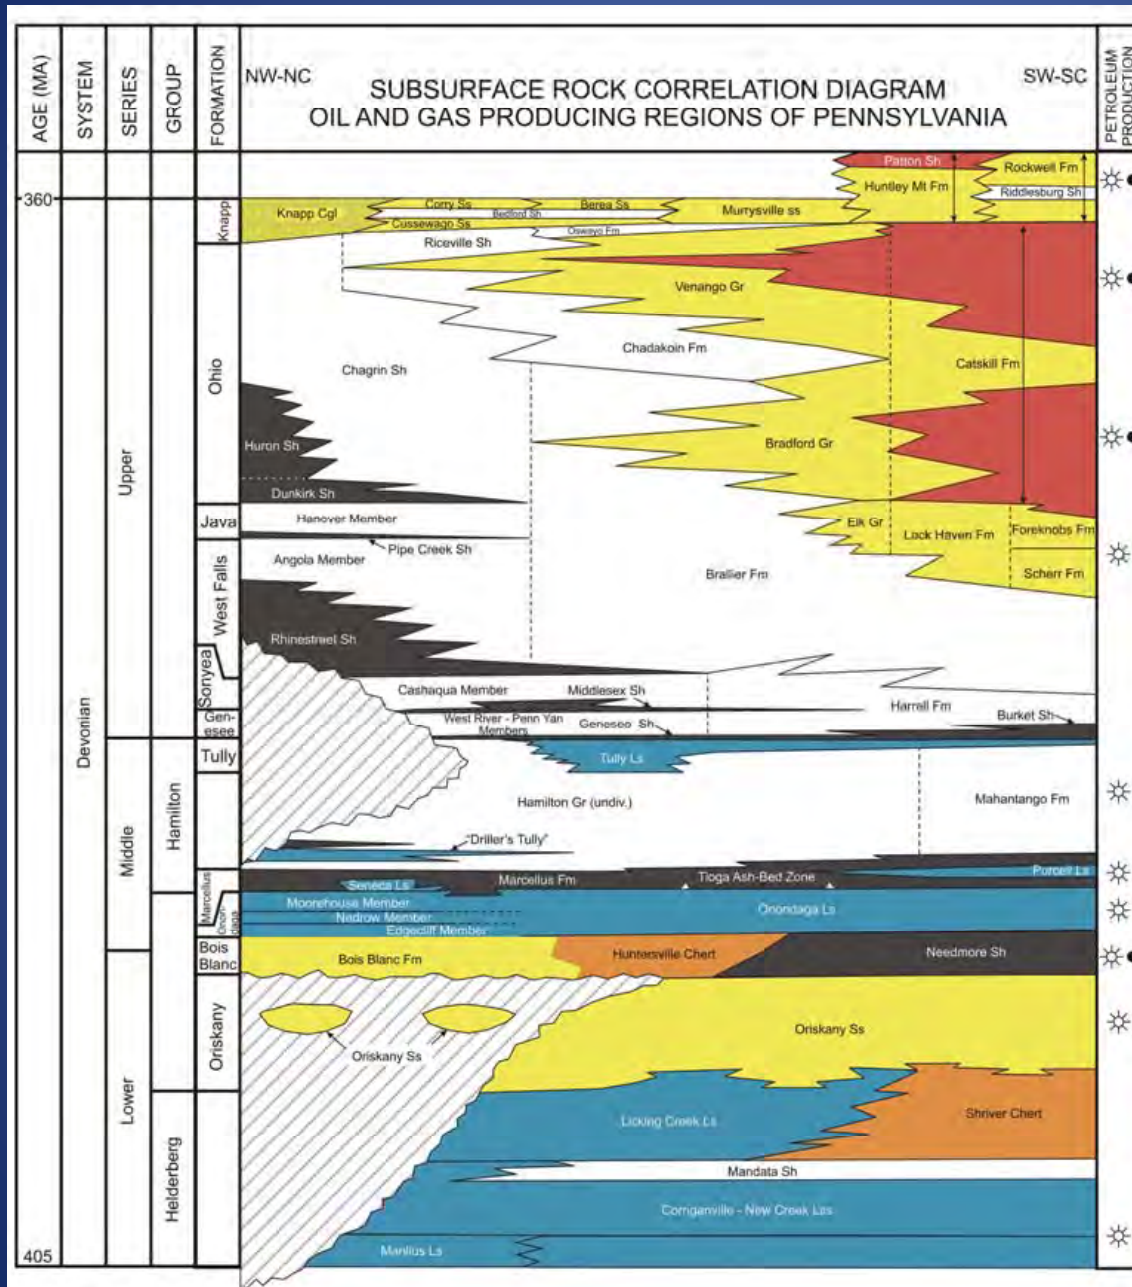 AGE (MA)
SYSTEM
SERIES
GROUP
FORMATION
NW-NC
SUBSURFACE ROCK CORRELATION DIAGRAM
OIL AND GAS PRODUCING REGIONS OF PENNSYLVANIA
SW-SC
PETROLEUM
PRODUCTION
360
405
Devonian
Upper
Middle
Lower
Hamilton
Helderberg
Knapp
Ohio
Java
West Falls
Sonyea
Gen-
esee
Tully
Marcellus
Onon-
daga
Bois
Blanc
Oriskany
Patton Sh
Rockwell Fm
Huntley Mt Fm
Riddlesburg Sh
Knapp Cgl
Corry Ss
Berea Ss
Murrysville ss
Bedford Sh
Cussewago Ss
Oswayo Fm
Riceville Sh
Venango Gr
Chadakoin Fm
Chagrin Sh
Catskill Fm
Huron Sh
Bradford Gr
Dunkirk Sh
Hanover Member
Elk Gr
Lock Haven Fm
Foreknobs Fm
Pipe Creek Sh
Angola Member
Brallier Fm
Scherr Fm
Rhinestreet Sh
Cashaqua Member
Middlesex Sh
Harrell Fm
West River - Penn Yan
Members
Geneseo Sh
Burket Sh
Tully Ls
Hamilton Gr (undiv.)
Mahantango Fm
"Driller's Tully"
Seneca Ls
Marcellus Fm
Tioga Ash-Bed Zone
Purcell Ls
Moorehouse Member
Nedrow Member
Edgecliff Member
Onondaga Ls
Bois Blanc Fm
Huntersville Chert
Needmore Sh
Oriskany Ss
Oriskany Ss
Licking Creek Ls
Shriver Chert
Mandata Sh
Corriganville - New Creek Lss
Manlius Ls